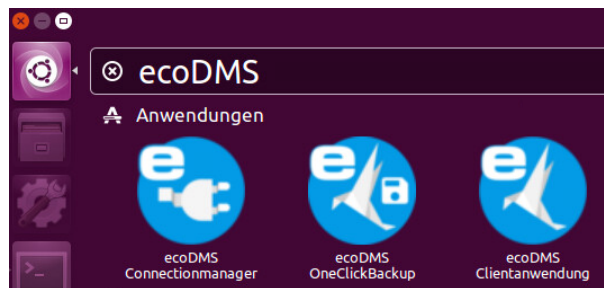 ecoDMS
Anwendungen
e
e
e
ecoDMS
Connectionmanager
ecoDMS
OneClickBackup
ecoDMS
Clientanwendung
>_